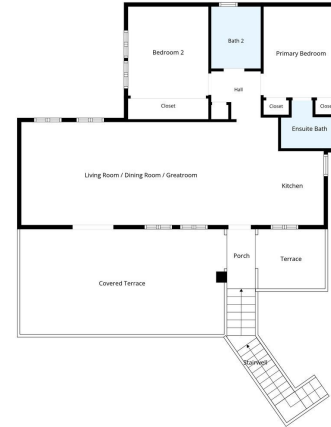 Bath 2
Bedroom 2
Primary Bedroom
Hall
Closet
Closet
Close
Ensuite Bath
Living Room / Dining Room / Greatroom
Kitchen
Porch
Terrace
Covered Terrace
Stairwell